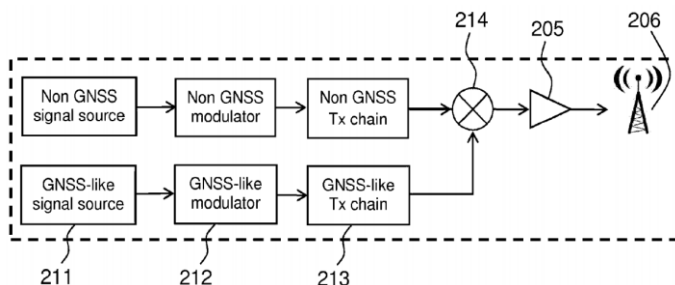 214
205
206
Non GNSS
signal source
Non GNSS
modulator
Non GNSS
Tx chain
GNSS-like
signal source
GNSS-like
modulator
GNSS-like
Tx chain
211
212
213